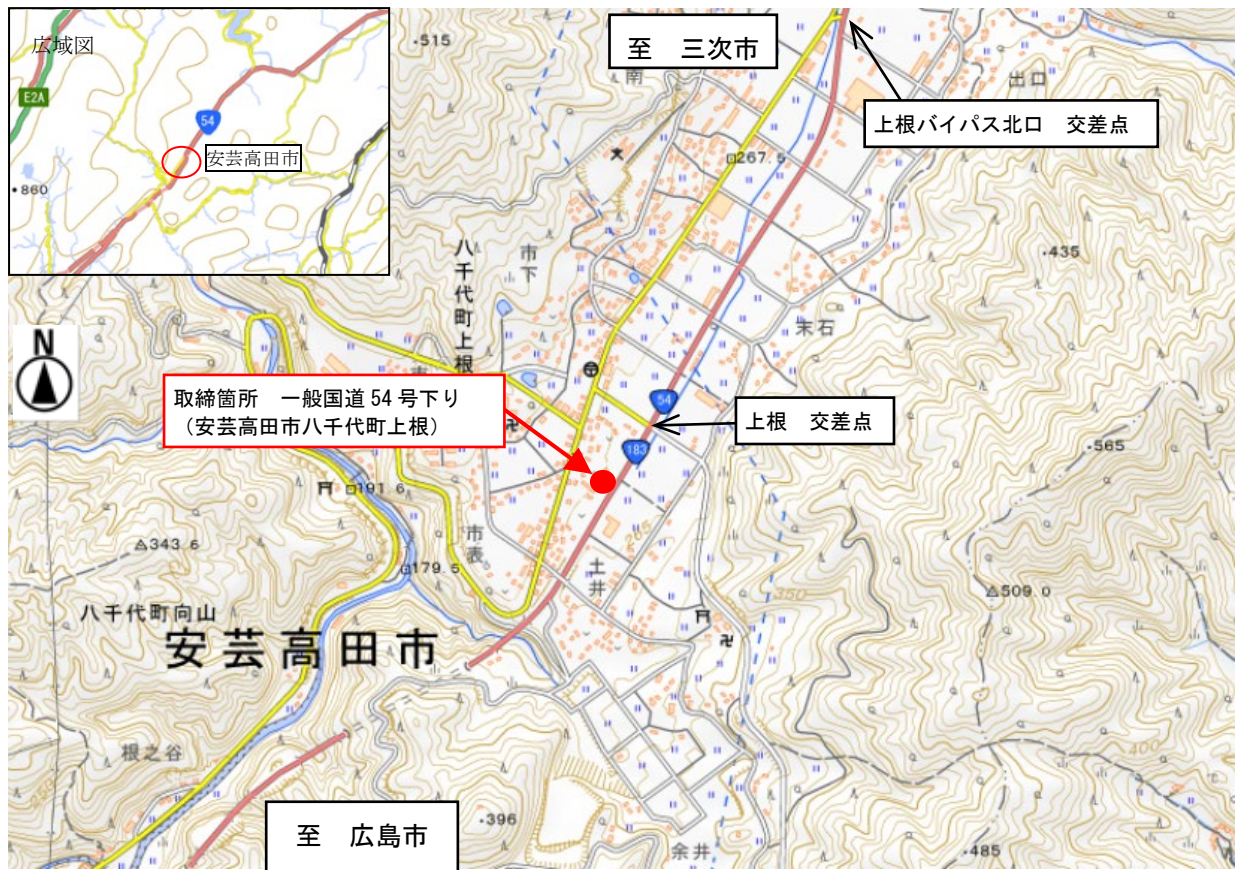 広域図
E2A
54
安芸高田市
・860
・515
至　三次市
南
出口
上根バイパス北口　交差点
267.5
・435
八千代町上根
市下
末石
N
取締箇所　一般国道 54 号下り
（安芸高田市八千代町上根）
54
上根　交差点
183
・565
191.6
市表
265
土井
343.6
179.5
350
509.0
八千代町向山
安芸高田市
根之谷
250
400
至　広島市
・396
余井
・485